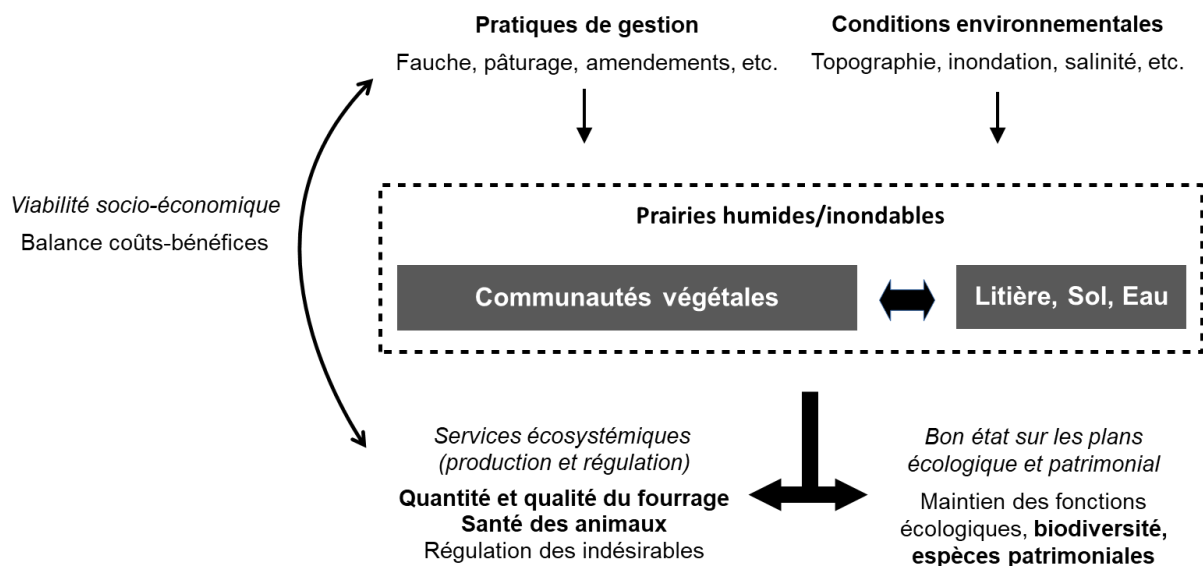 Pratiques de gestion
Fauche, pâturage, amendements, etc.
Conditions environnementales
Topographie, inondation, salinité, etc.
Viabilité socio-économique
Balance coûts-bénéfices
Prairies humides/inondables
Communautés végétales
Litière, Sol, Eau
Services écosystémiques
(production et régulation)
Quantité et qualité du fourrage
Santé des animaux
Régulation des indésirables
Bon état sur les plans
écologique et patrimonial
Maintien des fonctions
écologiques, biodiversité,
espèces patrimoniales